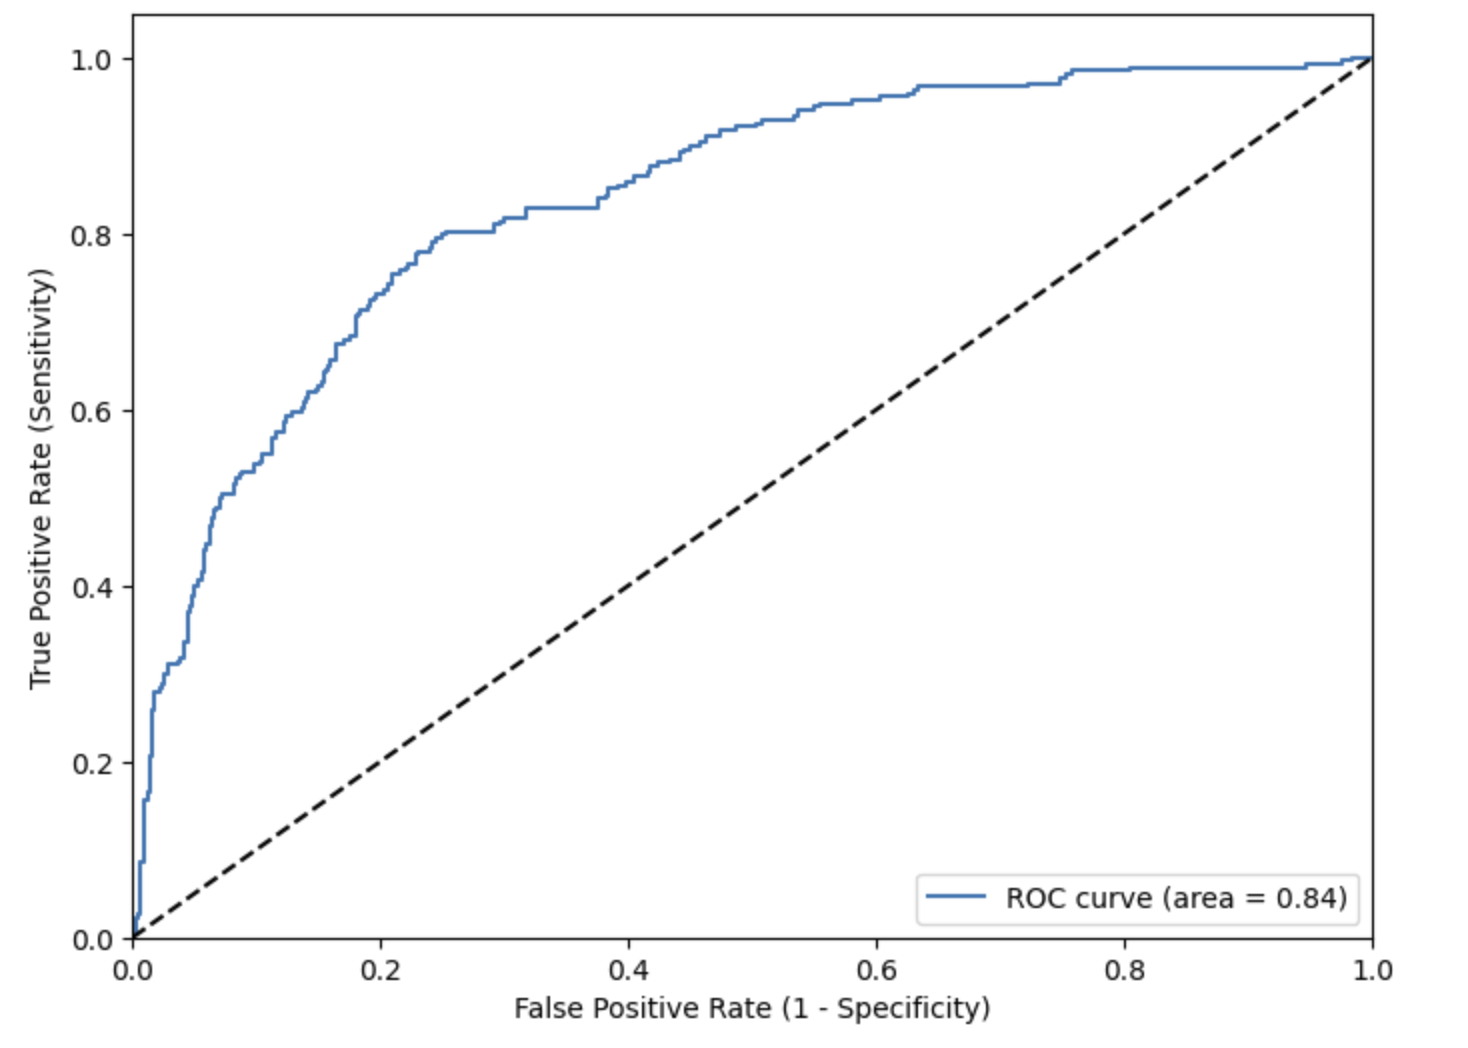 1.0
0.8
0.6
0.4
0.2
0.0
True Positive Rate (Sensitivity)
ROC curve (area = 0.84)
0.0 0.2 0.4 0.6 0.8 1.0
False Positive Rate (1 - Specificity)